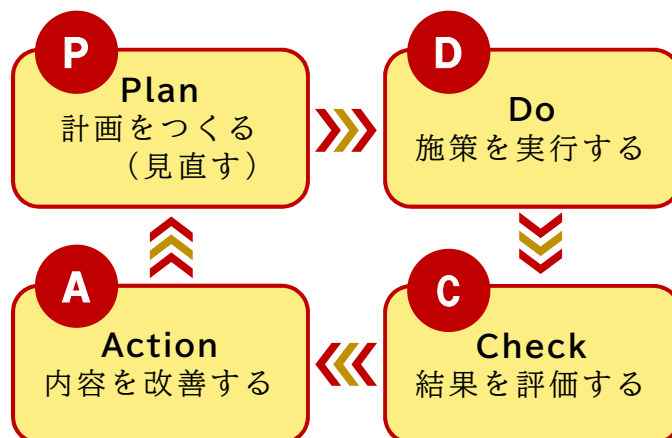 P
Plan
計画をつくる
（見直す）
D
Do
施策を実行する
A
Action
内容を改善する
C
Check
結果を評価する